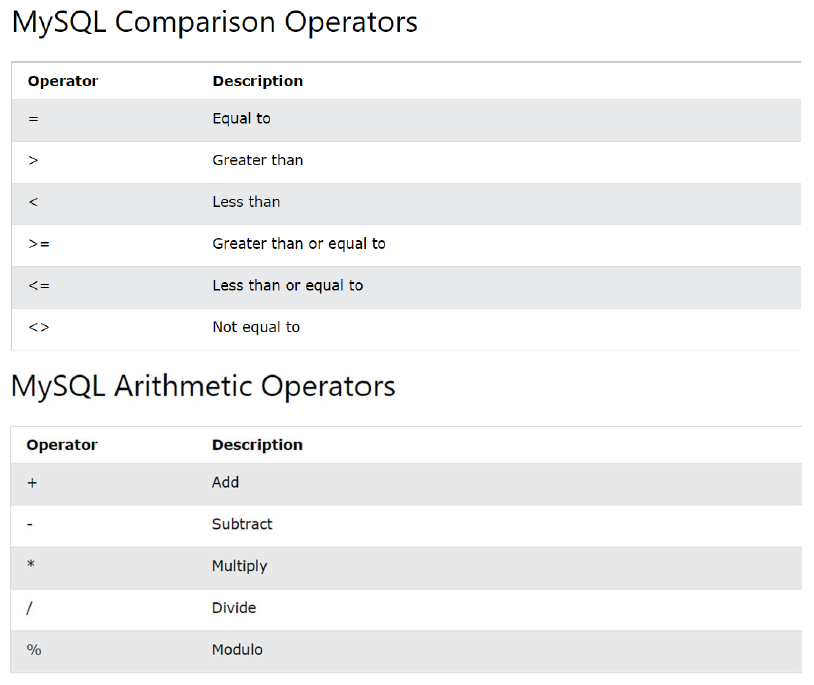 MySQL Comparison Operators
Operator Description
= Equal to
> Greater than
< Less than
>= Greater than or equal to
<= Less than or equal to
<> Not equal to
MySQL Arithmetic Operators
Operator Description
+ Add
- Subtract
* Multiply
/ Divide
% Modulo